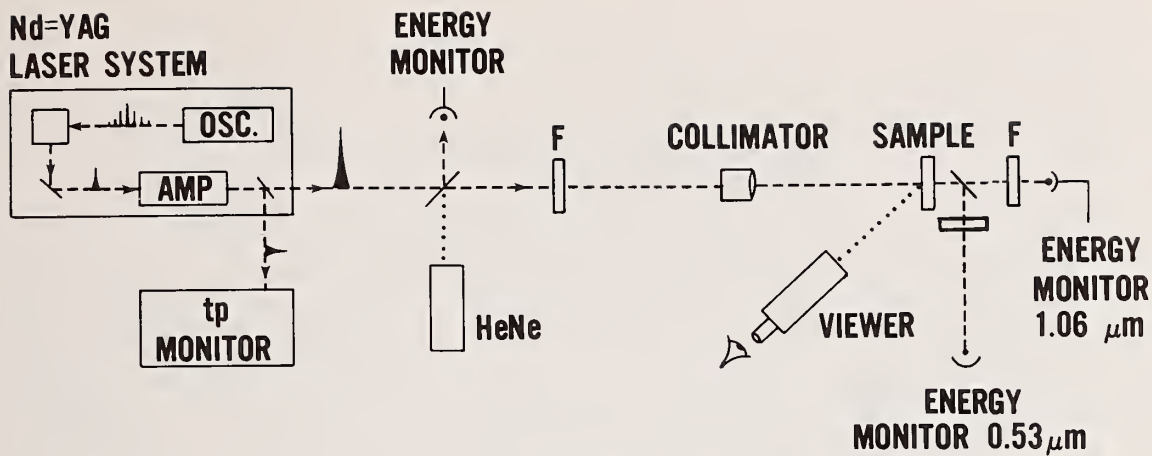 Nd=YAG
LASER SYSTEM
OSC.
AMP
tp
MONITOR
ENERGY
MONITOR
HeNe
F
COLLIMATOR
SAMPLE
F
VIEWER
ENERGY
MONITOR
1.06 μm
ENERGY
MONITOR 0.53μm